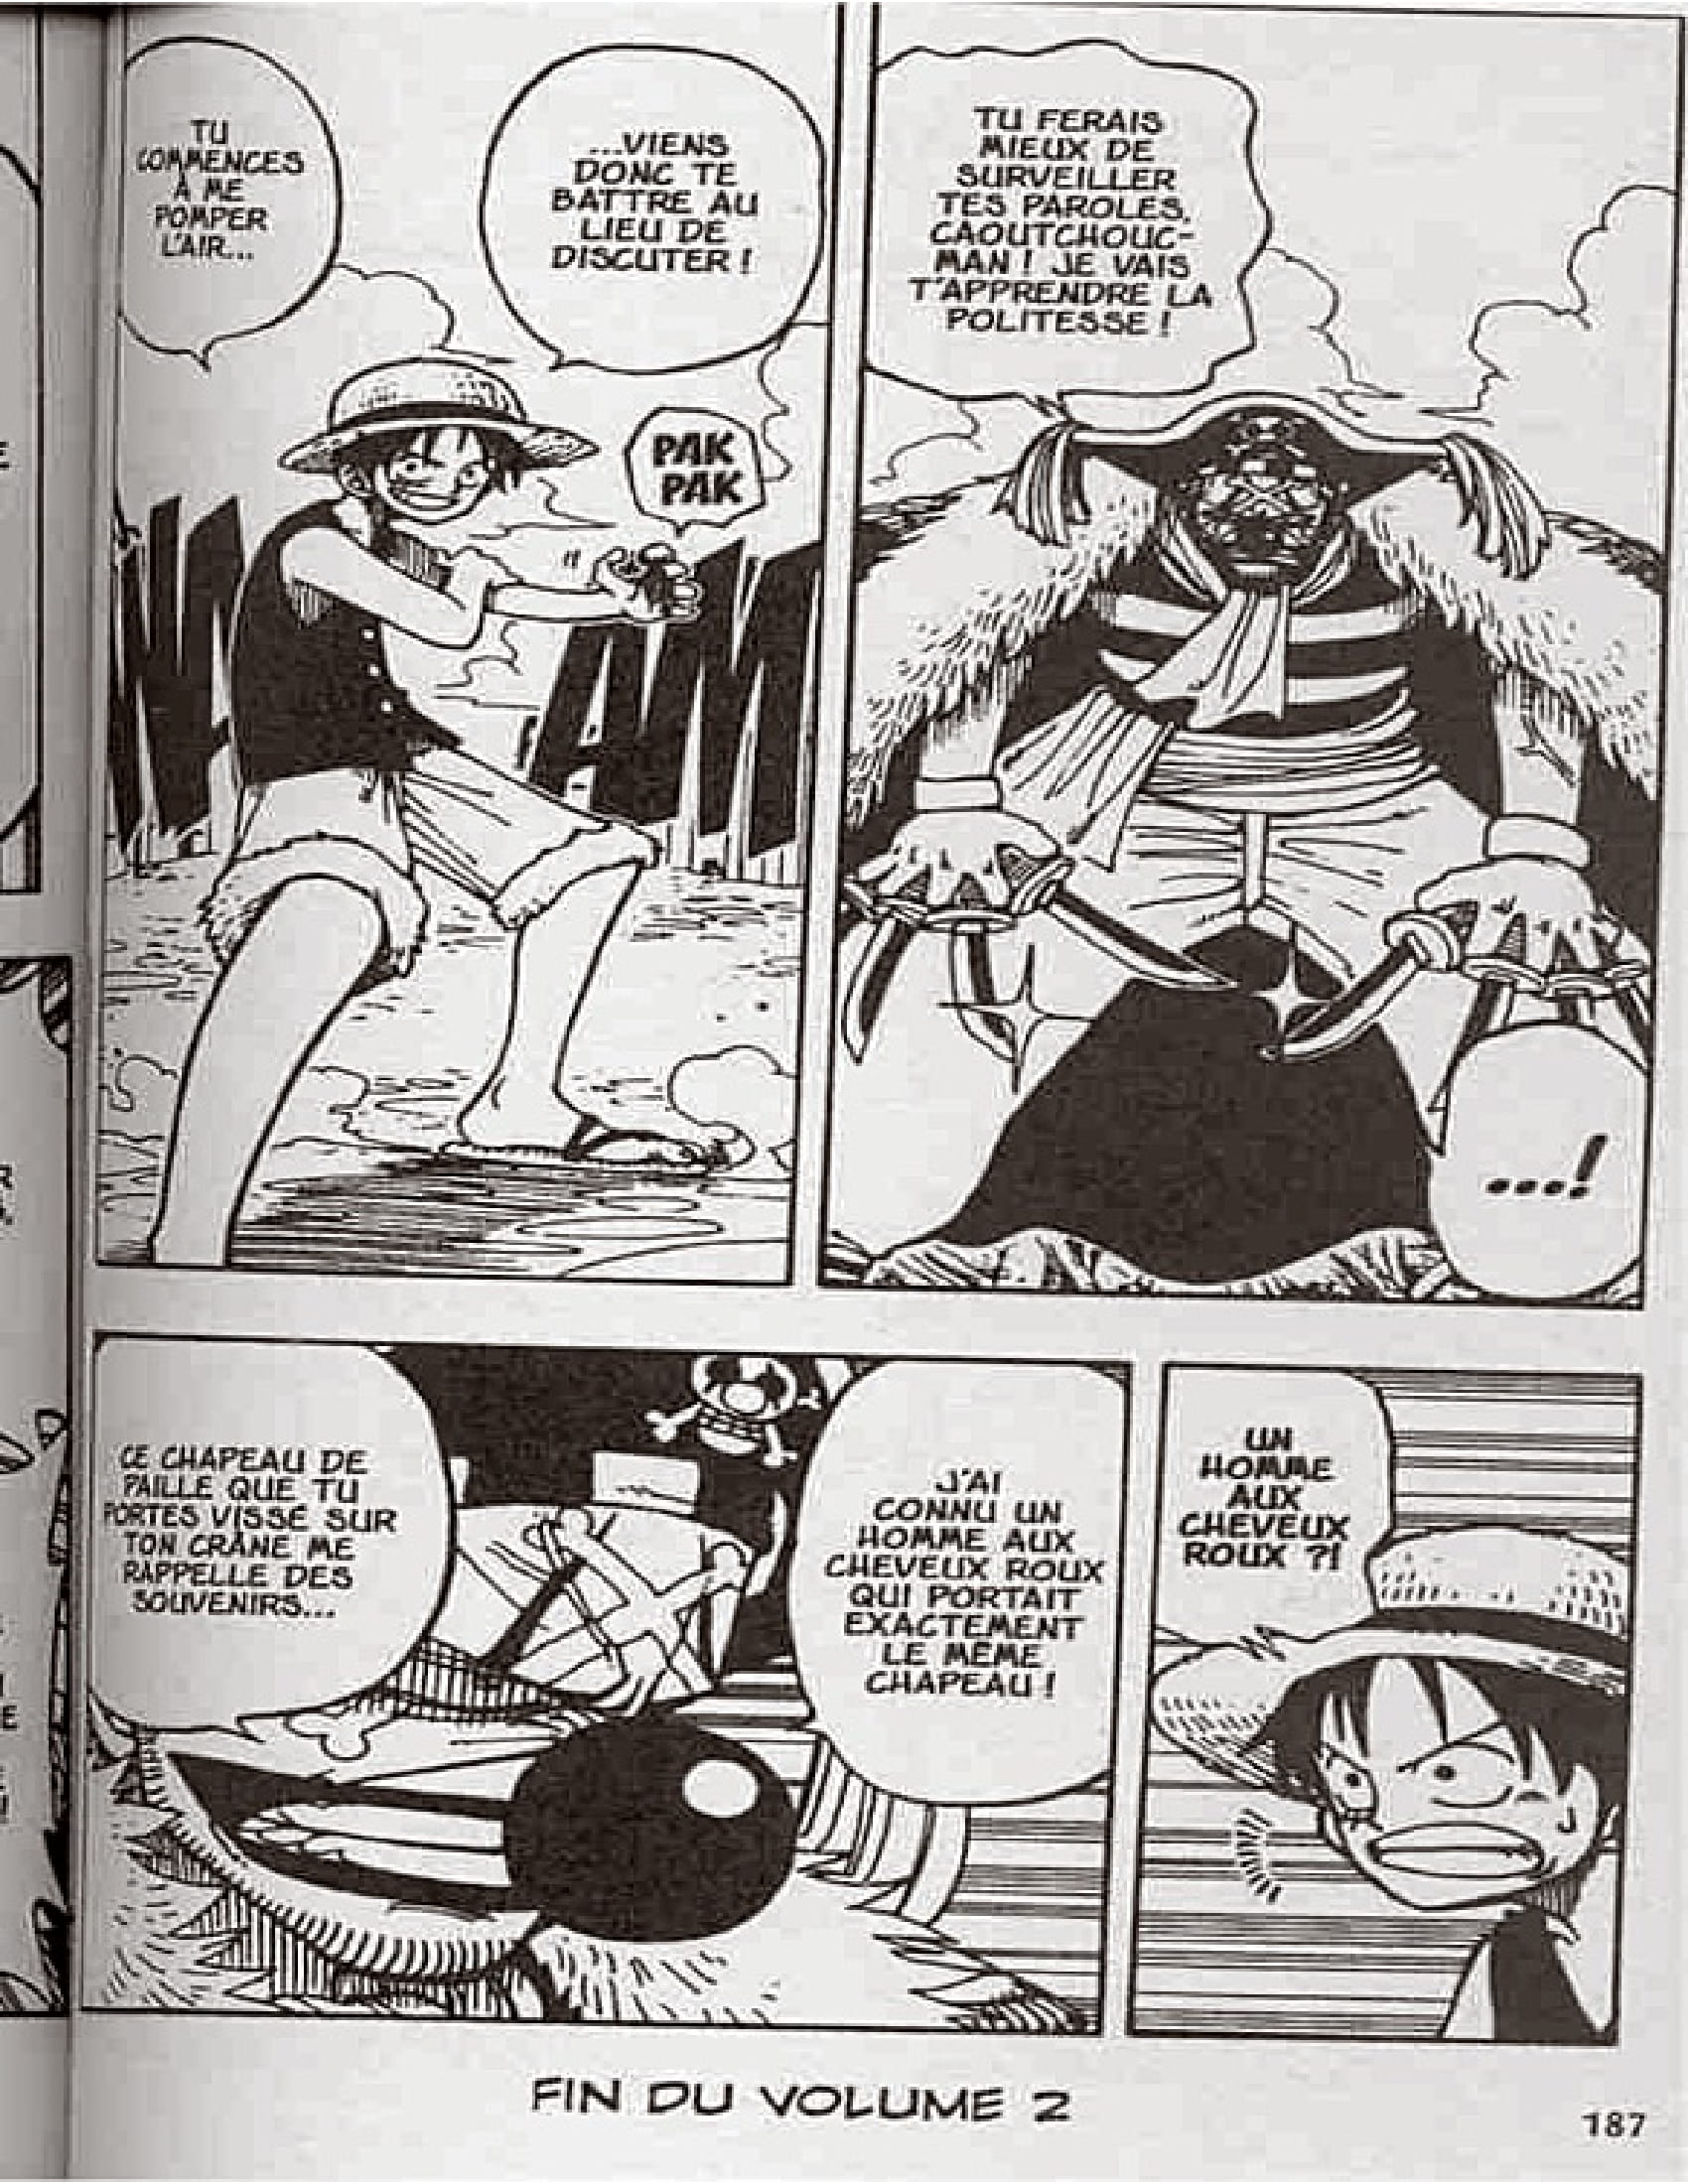 TU
COMMENCES
À ME
POMPER
L'AIR...
...VIENS
DONC TE
BATTRE AU
LIEU DE
DISCUTER !
PAK
PAK
AM
TU FERAIS
MIEUX DE
SURVEILLER
TES PAROLES,
CAOUTCHOUC-
MAN ! JE VAIS
T'APPRENDRE LA
POLITESSE !
...!
CE CHAPEAU DE
PAILLE QUE TU
PORTES VISSÉ SUR
TON CRÂNE ME
RAPPELLE DES
SOUVENIRS...
J'AI
CONNU UN
HOMME AUX
CHEVEUX ROUX
QUI PORTAIT
EXACTEMENT
LE MÊME
CHAPEAU !
UN
HOMME
AUX
CHEVEUX
ROUX ?!
FIN DU VOLUME 2
187